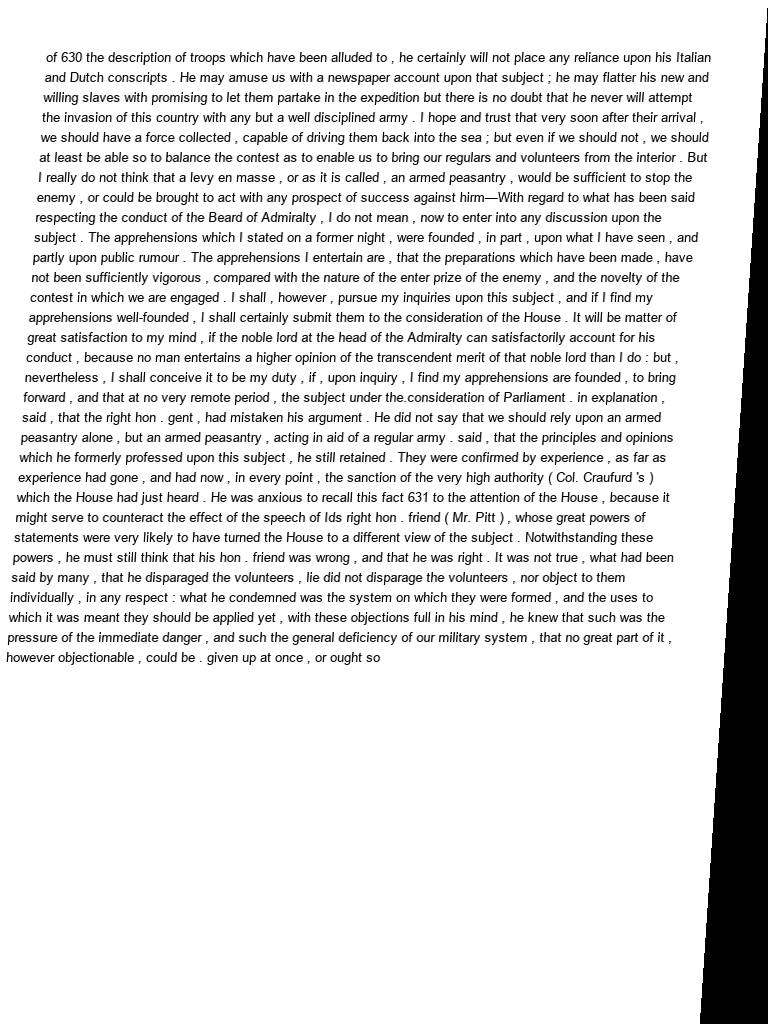 of 630 the description of troops which have been alluded to , he certainly will not place any reliance upon his Italian
and Dutch conscripts . He may amuse us with a newspaper account upon that subject ; he may flatter his new and
willing slaves with promising to let them partake in the expedition but there is no doubt that he never will attempt
the invasion of this country with any but a well disciplined army . I hope and trust that very soon after their arrival ,
we should have a force collected , capable of driving them back into the sea ; but even if we should not , we should
at least be able so to balance the contest as to enable us to bring our regulars and volunteers from the interior . But
I really do not think that a levy en masse , or as it is called , an armed peasantry , would be sufficient to stop the
enemy , or could be brought to act with any prospect of success against hirm—With regard to what has been said
respecting the conduct of the Beard of Admiralty , I do not mean , now to enter into any discussion upon the
subject . The apprehensions which I stated on a former night , were founded , in part , upon what I have seen , and
partly upon public rumour . The apprehensions I entertain are , that the preparations which have been made , have
not been sufficiently vigorous , compared with the nature of the enter prize of the enemy , and the novelty of the
contest in which we are engaged . I shall , however , pursue my inquiries upon this subject , and if I find my
apprehensions well-founded , I shall certainly submit them to the consideration of the House . It will be matter of
great satisfaction to my mind , if the noble lord at the head of the Admiralty can satisfactorily account for his
conduct , because no man entertains a higher opinion of the transcendent merit of that noble lord than I do : but ,
nevertheless , I shall conceive it to be my duty , if , upon inquiry , I find my apprehensions are founded , to bring
forward , and that at no very remote period , the subject under the.consideration of Parliament . in explanation ,
said , that the right hon . gent , had mistaken his argument . He did not say that we should rely upon an armed
peasantry alone , but an armed peasantry , acting in aid of a regular army . said , that the principles and opinions
which he formerly professed upon this subject , he still retained . They were confirmed by experience , as far as
experience had gone , and had now , in every point , the sanction of the very high authority ( Col. Craufurd 's )
which the House had just heard . He was anxious to recall this fact 631 to the attention of the House , because it
might serve to counteract the effect of the speech of Ids right hon . friend ( Mr. Pitt ) , whose great powers of
statements were very likely to have turned the House to a different view of the subject . Notwithstanding these
powers , he must still think that his hon . friend was wrong , and that he was right . It was not true , what had been
said by many , that he disparaged the volunteers , lie did not disparage the volunteers , nor object to them
individually , in any respect : what he condemned was the system on which they were formed , and the uses to
which it was meant they should be applied yet , with these objections full in his mind , he knew that such was the
pressure of the immediate danger , and such the general deficiency of our military system , that no great part of it ,
however objectionable , could be . given up at once , or ought so